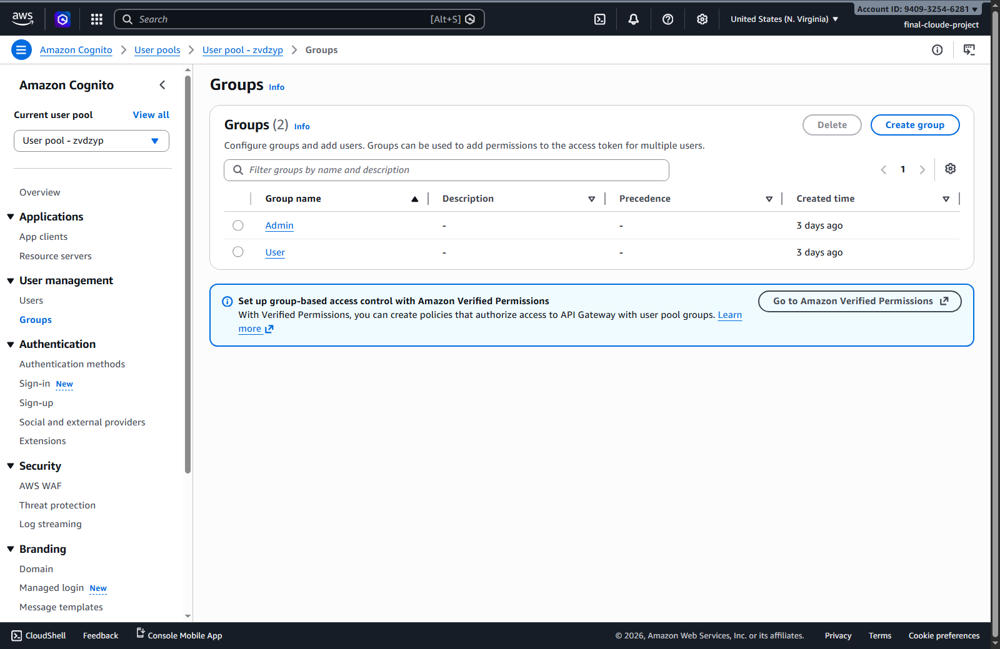 aws
Search
[Alt+S]
United States (N. Virginia)
Account ID: 9409-3254-6281
final-cloude-project
Amazon Cognito
User pools
User pool - zvdzyp
Groups
Amazon Cognito
Current user pool
View all
User pool - zvdzyp
Overview
Applications
App clients
Resource servers
User management
Users
Groups
Authentication
Authentication methods
Sign-in New
Sign-up
Social and external providers
Extensions
Security
AWS WAF
Threat protection
Log streaming
Branding
Domain
Managed login New
Message templates
Groups Info
Groups (2) Info
Delete
Create group
Configure groups and add users. Groups can be used to add permissions to the access token for multiple users.
Filter groups by name and description
1
Group name Description Precedence Created time
Admin - - 3 days ago
User - - 3 days ago
Set up group-based access control with Amazon Verified Permissions
With Verified Permissions, you can create policies that authorize access to API Gateway with user pool groups. Learn
more
Go to Amazon Verified Permissions
CloudShell Feedback Console Mobile App © 2026, Amazon Web Services, Inc. or its affiliates. Privacy Terms Cookie preferences